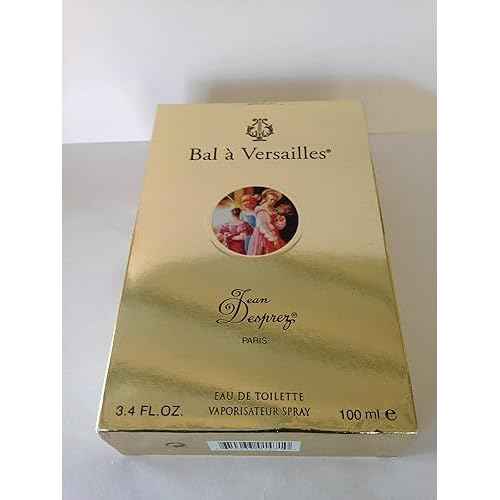 Bal à Versailles®
Jean
Desprez®
PARIS
EAU DE TOILETTE
3.4 FL.OZ. VAPORISATEUR SPRAY 100 ml ℮